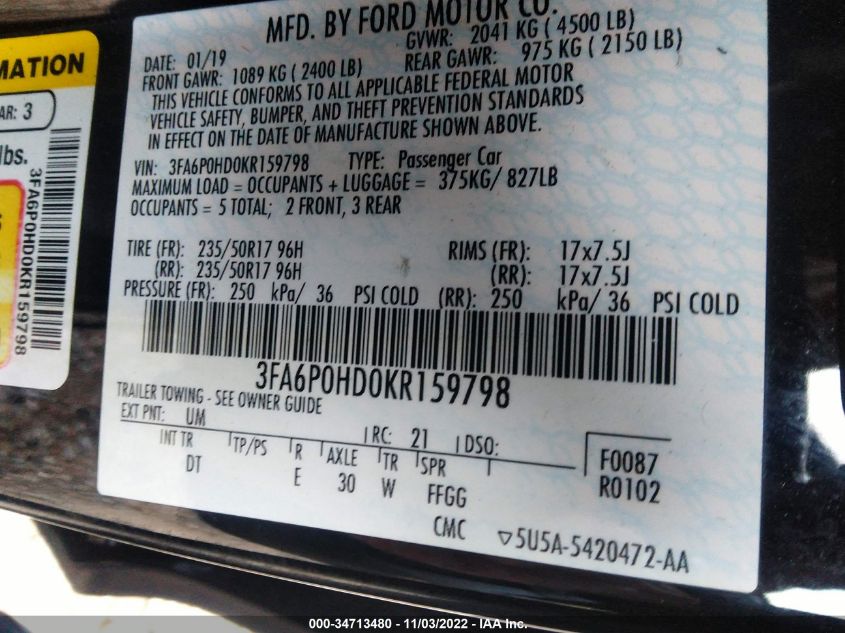 MFD. BY FORD MOTOR CO.
DATE: 01/19 GVWR: 2041 KG ( 4500 LB)
FRONT GAWR: 1089 KG ( 2400 LB) REAR GAWR: 975 KG ( 2150 LB)
THIS VEHICLE CONFORMS TO ALL APPLICABLE FEDERAL MOTOR
VEHICLE SAFETY, BUMPER, AND THEFT PREVENTION STANDARDS
IN EFFECT ON THE DATE OF MANUFACTURE SHOWN ABOVE.
VIN: 3FA6P0HD0KR159798 TYPE: Passenger Car
MAXIMUM LOAD = OCCUPANTS + LUGGAGE = 375KG/ 827LB
OCCUPANTS = 5 TOTAL; 2 FRONT, 3 REAR
TIRE (FR): 235/50R17 96H RIMS (FR): 17x7.5J
(RR): 235/50R17 96H (RR): 17x7.5J
PRESSURE (FR): 250 kPa/ 36 PSI COLD (RR): 250 kPa/ 36 PSI COLD
3FA6P0HD0KR159798
TRAILER TOWING - SEE OWNER GUIDE
EXT PNT: UM RC: 21 DSO:
INT TR TP/PS R AXLE TR SPR F0087
DT E 30 W FFGG R0102
CMC ▽5U5A-5420472-AA
MATION
AR: 3
lbs.
3FA6P0HD0KR159798
000-34713480 - 11/03/2022 - IAA Inc.